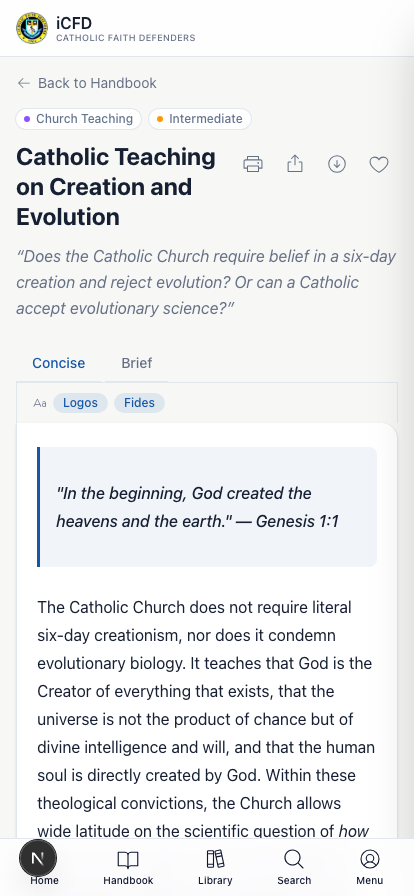 iCFD
CATHOLIC FAITH DEFENDERS
← Back to Handbook
Church Teaching
Intermediate
Catholic Teaching
on Creation and
Evolution
“Does the Catholic Church require belief in a six-day
creation and reject evolution? Or can a Catholic
accept evolutionary science?”
Concise
Brief
Aa
Logos
Fides
"In the beginning, God created the
heavens and the earth." — Genesis 1:1
The Catholic Church does not require literal
six-day creationism, nor does it condemn
evolutionary biology. It teaches that God is the
Creator of everything that exists, that the
universe is not the product of chance but of
divine intelligence and will, and that the human
soul is directly created by God. Within these
theological convictions, the Church allows
wide latitude on the scientific question of how
N
Home
Handbook
Library
Search
Menu